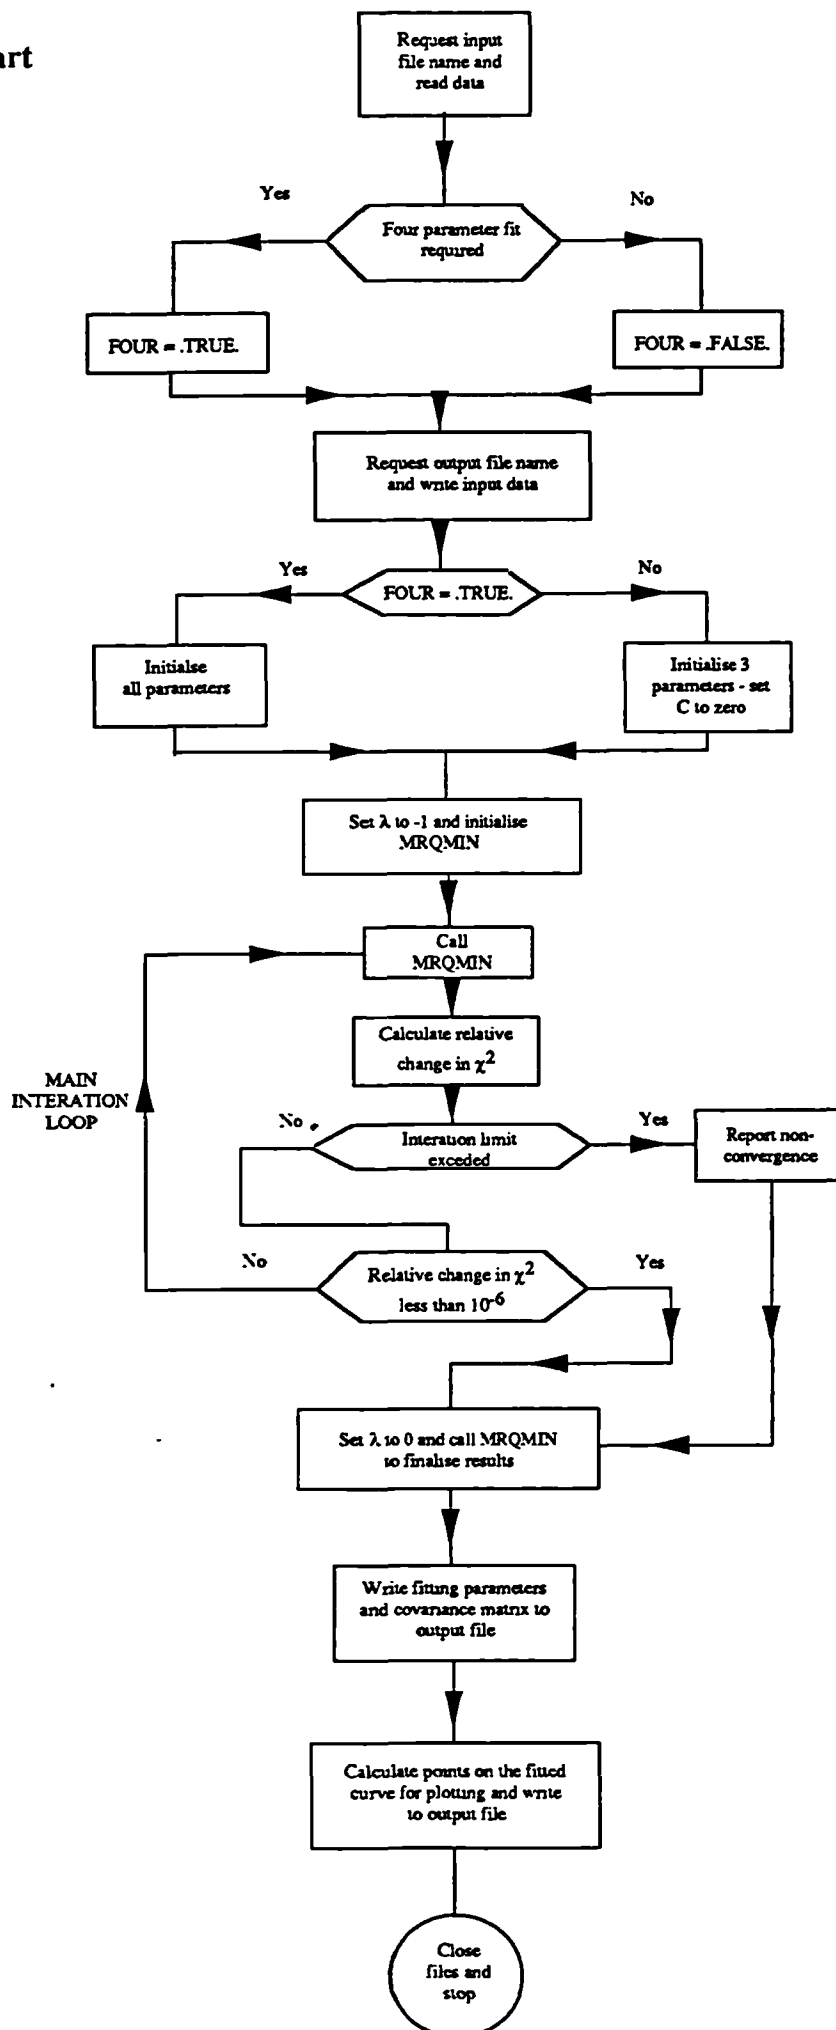 art
Request input
file name and
read data
Yes
No
Four parameter fit
required
FOUR = .TRUE.
FOUR = .FALSE.
Request output file name
and write input data
Yes
No
FOUR = .TRUE.
Initialse
all parameters
Initialise 3
parameters - set
C to zero
Set λ to -1 and initialise
MRQMIN
Call
MRQMIN
Calculate relative
change in χ²
MAIN
INTERATION
LOOP
No
Interation limit
exceded
Yes
Report non-
convergence
No
Relative change in χ²
less than 10⁻⁶
Yes
Set λ to 0 and call MRQMIN
to finalise results
Write fitting parameters
and covariance matrix to
output file
Calculate points on the fitted
curve for plotting and write
to output file
Close
files and
stop